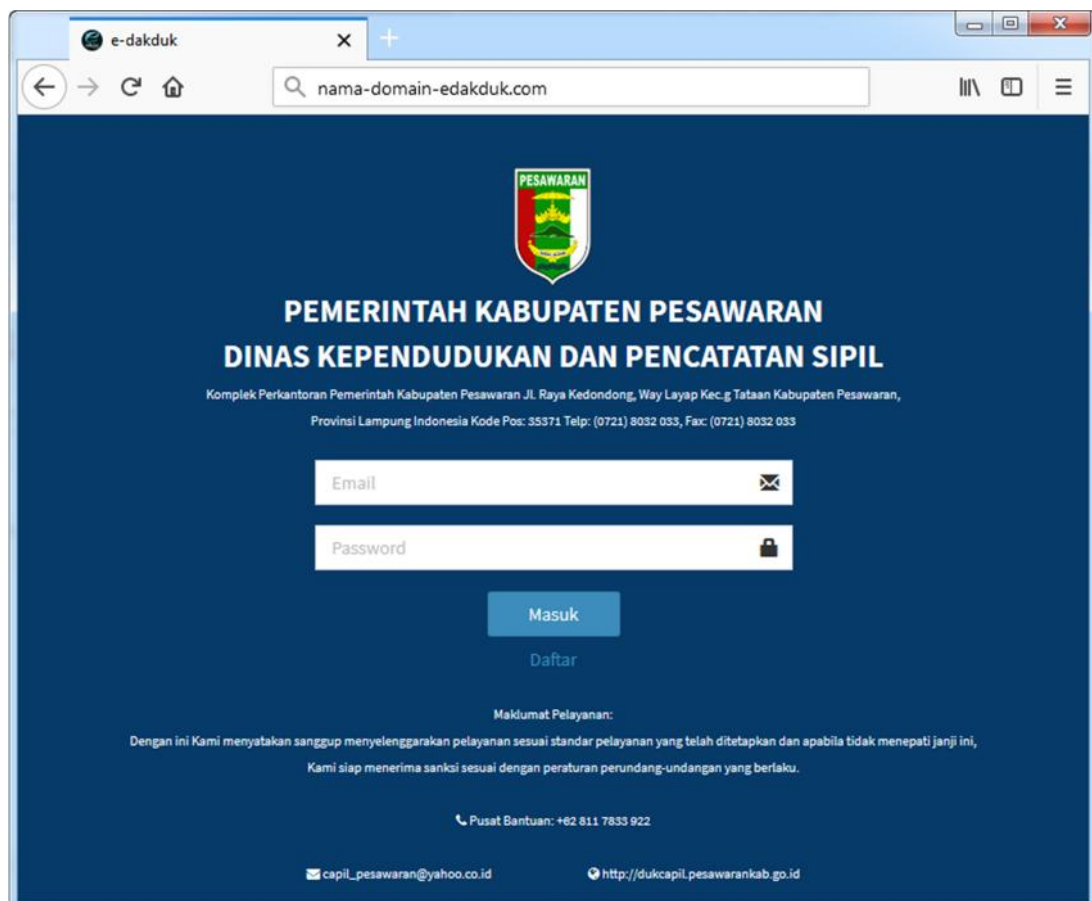 e-dakduk
nama-domain-edakduk.com
PESAWARAN
PEMERINTAH KABUPATEN PESAWARAN
DINAS KEPENDUDUKAN DAN PENCATATAN SIPIL
Komplek Perkantoran Pemerintah Kabupaten Pesawaran Jl. Raya Kedondong, Way Layap Kec.g Tataan Kabupaten Pesawaran,
Provinsi Lampung Indonesia Kode Pos: 35371 Telp: (0721) 8032 033, Fax: (0721) 8032 033
Email
Password
Masuk
Daftar
Maklumat Pelayanan:
Dengan ini Kami menyatakan sanggup menyelenggarakan pelayanan sesuai standar pelayanan yang telah ditetapkan dan apabila tidak menepati janji ini,
Kami siap menerima sanksi sesuai dengan peraturan perundang-undangan yang berlaku.
Pusat Bantuan: +62 811 7833 922
capil_pesawaran@yahoo.co.id http://dukcapil.pesawarankab.go.id